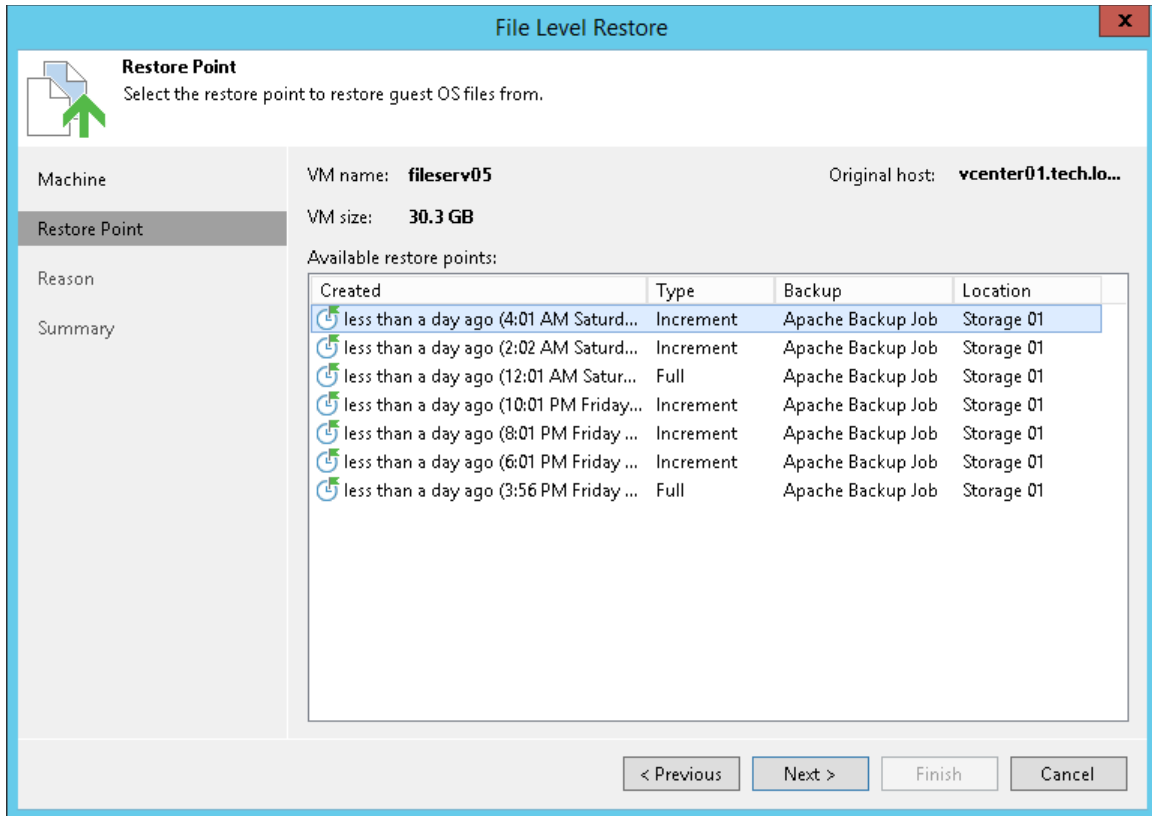 File Level Restore
x
Restore Point
Select the restore point to restore guest OS files from.
Machine
Restore Point
Reason
Summary
VM name: fileserv05 Original host: vcenter01.tech.lo...
VM size: 30.3 GB
Available restore points:
Created Type Backup Location
less than a day ago (4:01 AM Saturd... Increment Apache Backup Job Storage 01
less than a day ago (2:02 AM Saturd... Increment Apache Backup Job Storage 01
less than a day ago (12:01 AM Satur... Full Apache Backup Job Storage 01
less than a day ago (10:01 PM Friday... Increment Apache Backup Job Storage 01
less than a day ago (8:01 PM Friday ... Increment Apache Backup Job Storage 01
less than a day ago (6:01 PM Friday ... Increment Apache Backup Job Storage 01
less than a day ago (3:56 PM Friday ... Full Apache Backup Job Storage 01
< Previous Next > Finish Cancel